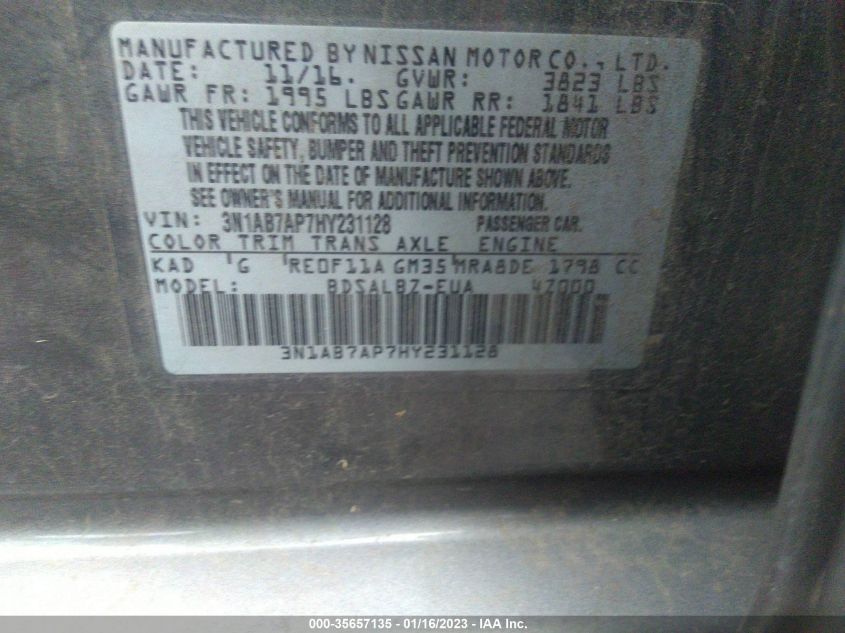 MANUFACTURED BY NISSAN MOTOR CO., LTD.
DATE: 11/16. GVWR: 3823 LBS
GAWR FR: 1995 LBS GAWR RR: 1841 LBS
THIS VEHICLE CONFORMS TO ALL APPLICABLE FEDERAL MOTOR
VEHICLE SAFETY, BUMPER AND THEFT PREVENTION STANDARDS
IN EFFECT ON THE DATE OF MANUFACTURE SHOWN ABOVE.
SEE OWNER'S MANUAL FOR ADDITIONAL INFORMATION.
VIN: 3N1AB7AP7HY231128 PASSENGER CAR.
COLOR TRIM TRANS AXLE ENGINE
KAD G RE0F11A GM35 MRA8DE 1798 CC
MODEL: BDSALBZ-EUA 4Z000
3N1AB7AP7HY231128
000-35657135 - 01/16/2023 - IAA Inc.